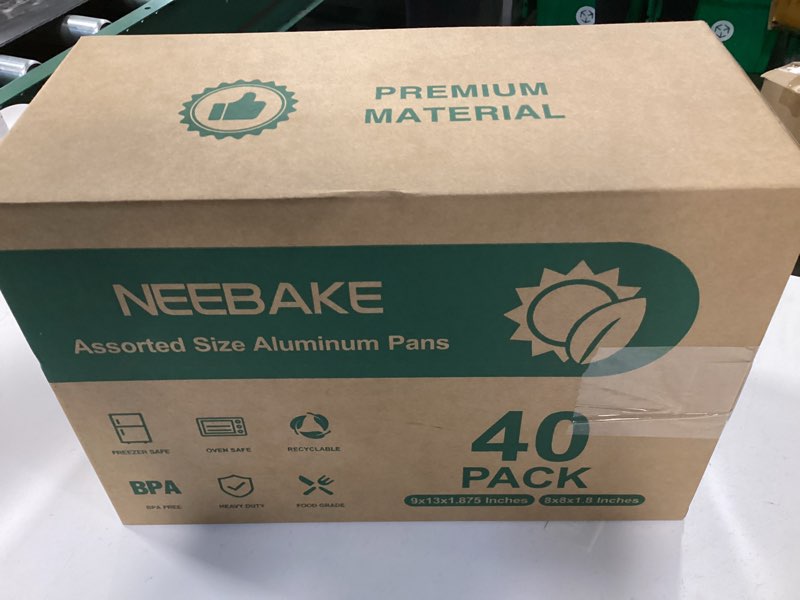 PREMIUM
MATERIAL
NEEBAKE
Assorted Size Aluminum Pans
FREEZER SAFE
OVEN SAFE
RECYCLABLE
40
PACK
BPA
BPA FREE
HEAVY DUTY
FOOD GRADE
9x13x1.875 Inches
8x8x1.8 Inches